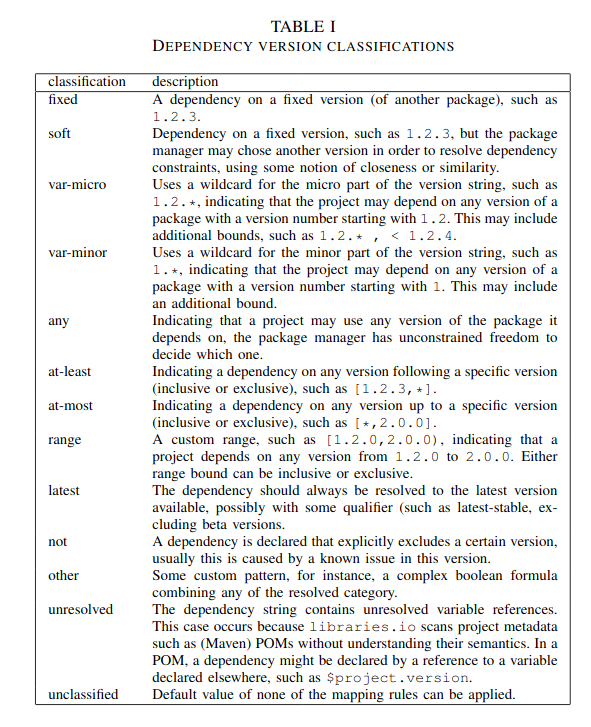 TABLE I
DEPENDENCY VERSION CLASSIFICATIONS
classification description
fixed A dependency on a fixed version (of another package), such as
1.2.3.
soft Dependency on a fixed version, such as 1.2.3, but the package
manager may chose another version in order to resolve dependency
constraints, using some notion of closeness or similarity.
var-micro Uses a wildcard for the micro part of the version string, such as
1.2.*, indicating that the project may depend on any version of a
package with a version number starting with 1.2. This may include
additional bounds, such as 1.2.* , < 1.2.4.
var-minor Uses a wildcard for the minor part of the version string, such as
1.*, indicating that the project may depend on any version of a
package with a version number starting with 1. This may include
an additional bound.
any Indicating that a project may use any version of the package it
depends on, the package manager has unconstrained freedom to
decide which one.
at-least Indicating a dependency on any version following a specific version
(inclusive or exclusive), such as [1.2.3,*].
at-most Indicating a dependency on any version up to a specific version
(inclusive or exclusive), such as [*,2.0.0].
range A custom range, such as [1.2.0,2.0.0), indicating that a
project depends on any version from 1.2.0 to 2.0.0. Either
range bound can be inclusive or exclusive.
latest The dependency should always be resolved to the latest version
available, possibly with some qualifier (such as latest-stable, ex-
cluding beta versions.
not A dependency is declared that explicitly excludes a certain version,
usually this is caused by a known issue in this version.
other Some custom pattern, for instance, a complex boolean formula
combining any of the resolved category.
unresolved The dependency string contains unresolved variable references.
This case occurs because libraries.io scans project metadata
such as (Maven) POMs without understanding their semantics. In a
POM, a dependency might be declared by a reference to a variable
declared elsewhere, such as $project.version.
unclassified Default value of none of the mapping rules can be applied.